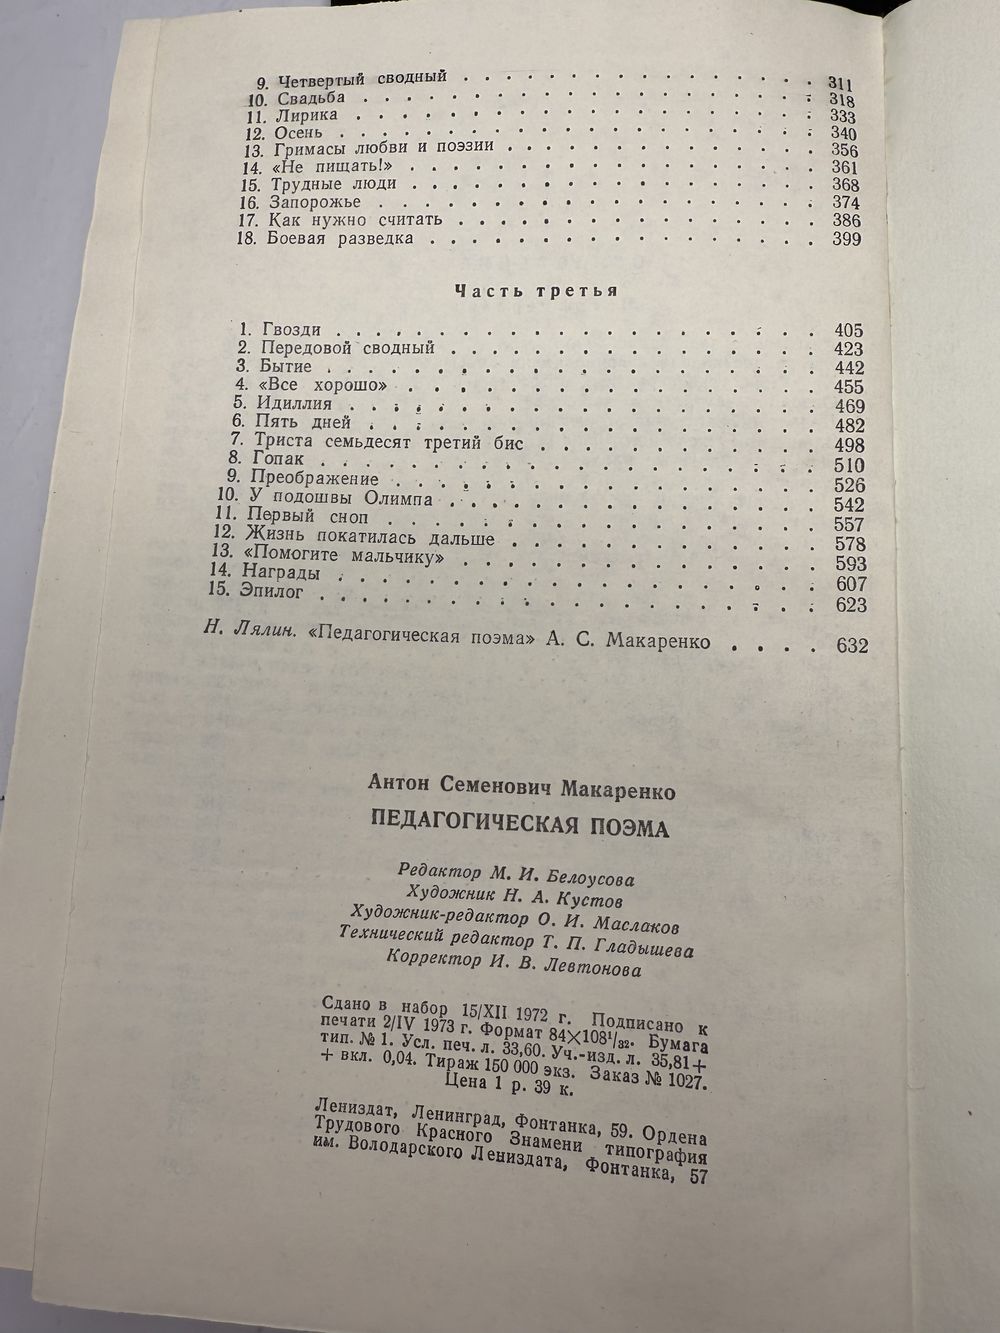 9. Четвертый сводный . . . . . . . . . . . . . . . . 311
10. Свадьба . . . . . . . . . . . . . . . . 318
11. Лирика . . . . . . . . . . . . . . . . 333
12. Осень . . . . . . . . . . . . . . . . 340
13. Гримасы любви и поэзии . . . . . . . . . . . . 356
14. «Не пищать!» . . . . . . . . . . . . . . . 361
15. Трудные люди . . . . . . . . . . . . . . . 368
16. Запорожье . . . . . . . . . . . . . . . . 374
17. Как нужно считать . . . . . . . . . . . . . 386
18. Боевая разведка . . . . . . . . . . . . . . 399
Часть третья
1. Гвозди . . . . . . . . . . . . . . . . . 405
2. Передовой сводный . . . . . . . . . . . . . 423
3. Бытие . . . . . . . . . . . . . . . . . 442
4. «Все хорошо» . . . . . . . . . . . . . . . 455
5. Идиллия . . . . . . . . . . . . . . . . 469
6. Пять дней . . . . . . . . . . . . . . . . 482
7. Триста семьдесят третий бис . . . . . . . . . . 498
8. Гопак . . . . . . . . . . . . . . . . . 510
9. Преображение . . . . . . . . . . . . . . . 526
10. У подошвы Олимпа . . . . . . . . . . . . . 542
11. Первый сноп . . . . . . . . . . . . . . . 557
12. Жизнь покатилась дальше . . . . . . . . . . . 578
13. «Помогите мальчику» . . . . . . . . . . . . 593
14. Награды . . . . . . . . . . . . . . . . 607
15. Эпилог . . . . . . . . . . . . . . . . . 623
Н. Лялин. «Педагогическая поэма» А. С. Макаренко . . . . 632
Антон Семенович Макаренко
ПЕДАГОГИЧЕСКАЯ ПОЭМА
Редактор М. И. Белоусова
Художник Н. А. Кустов
Художник-редактор О. И. Маслаков
Технический редактор Т. П. Гладышева
Корректор И. В. Левтонова
Сдано в набор 15/XII 1972 г. Подписано к
печати 2/IV 1973 г. Формат 84×108¹/₃₂. Бумага
тип. № 1. Усл. печ. л. 33,60. Уч.-изд. л. 35,81+
+ вкл. 0,04. Тираж 150 000 экз. Заказ № 1027.
Цена 1 р. 39 к.
Лениздат, Ленинград, Фонтанка, 59. Ордена
Трудового Красного Знамени типография
им. Володарского Лениздата, Фонтанка, 57